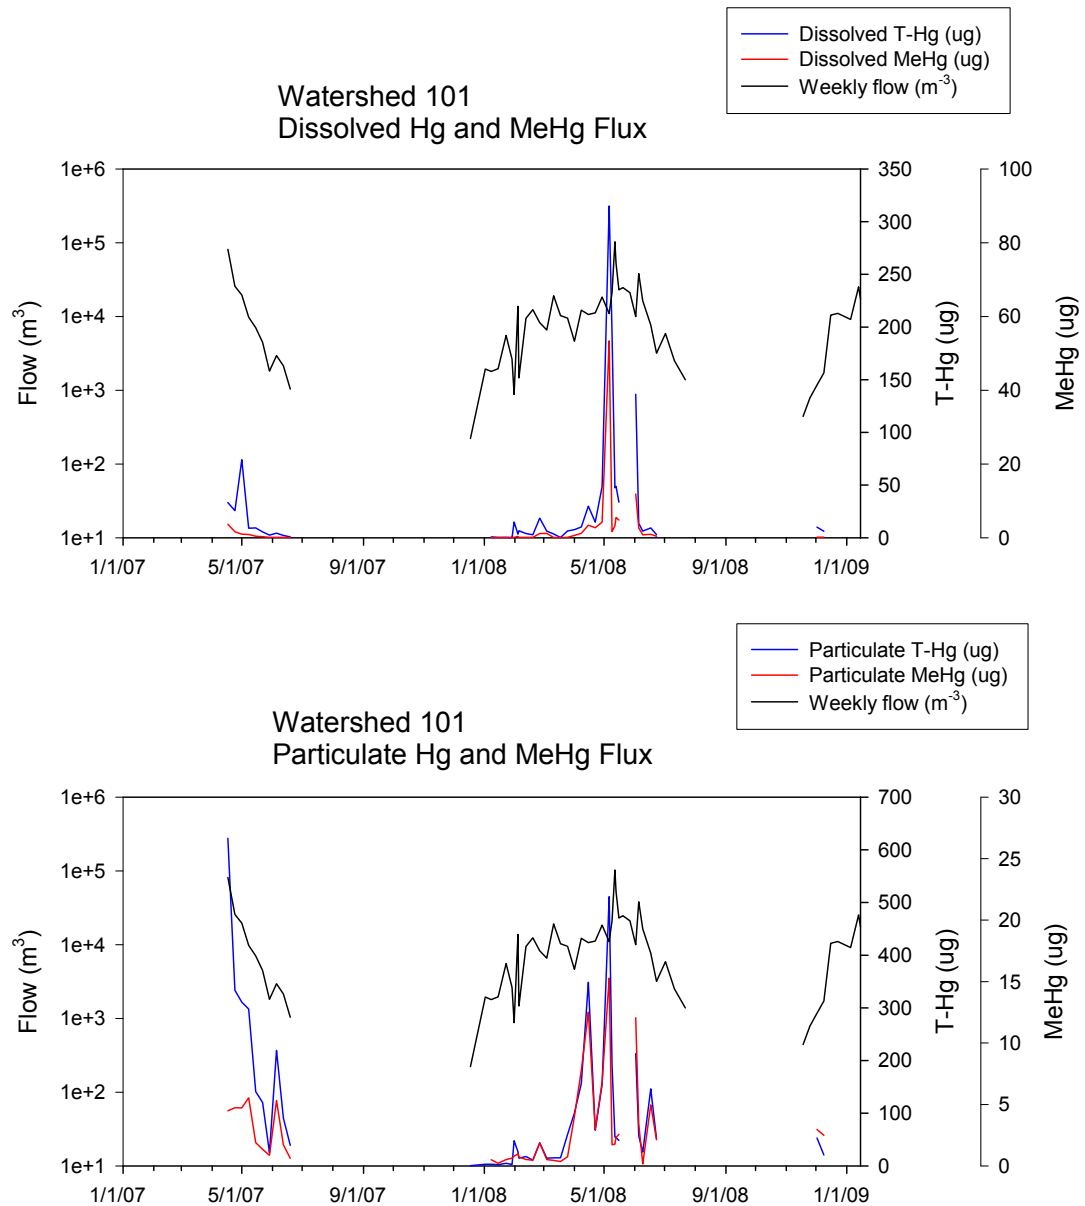 Dissolved T-Hg (ug)
Dissolved MeHg (ug)
Weekly flow (m-3)
Watershed 101
Dissolved Hg and MeHg Flux
1e+6
1e+5
1e+4
1e+3
1e+2
1e+1
Flow (m3)
350
300
250
200
150
100
50
0
T-Hg (ug)
100
80
60
40
20
0
MeHg (ug)
1/1/07 5/1/07 9/1/07 1/1/08 5/1/08 9/1/08 1/1/09
Particulate T-Hg (ug)
Particulate MeHg (ug)
Weekly flow (m-3)
Watershed 101
Particulate Hg and MeHg Flux
1e+6
1e+5
1e+4
1e+3
1e+2
1e+1
Flow (m3)
700
600
500
400
300
200
100
0
T-Hg (ug)
30
25
20
15
10
5
0
MeHg (ug)
1/1/07 5/1/07 9/1/07 1/1/08 5/1/08 9/1/08 1/1/09